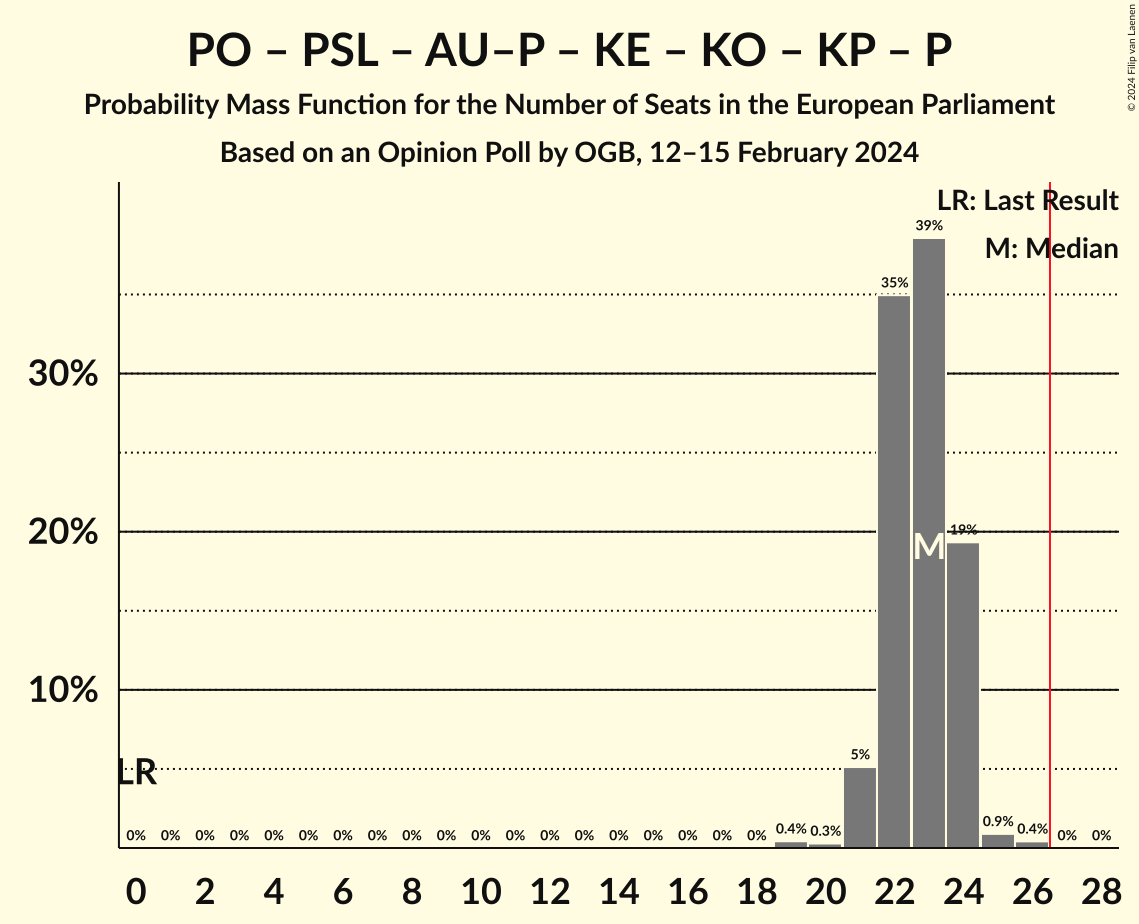 PO – PSL – AU–P – KE – KO – KP – P
Probability Mass Function for the Number of Seats in the European Parliament
Based on an Opinion Poll by OGB, 12–15 February 2024
© 2024 Filip van Laenen
LR: Last Result
M: Median
39%
35%
30%
20%
19%
M
10%
5%
LR
0% 0% 0% 0% 0% 0% 0% 0% 0% 0% 0% 0% 0% 0% 0% 0% 0% 0% 0% 0.4% 0.3% 0.9% 0.4% 0% 0%
0 2 4 6 8 10 12 14 16 18 20 22 24 26 28